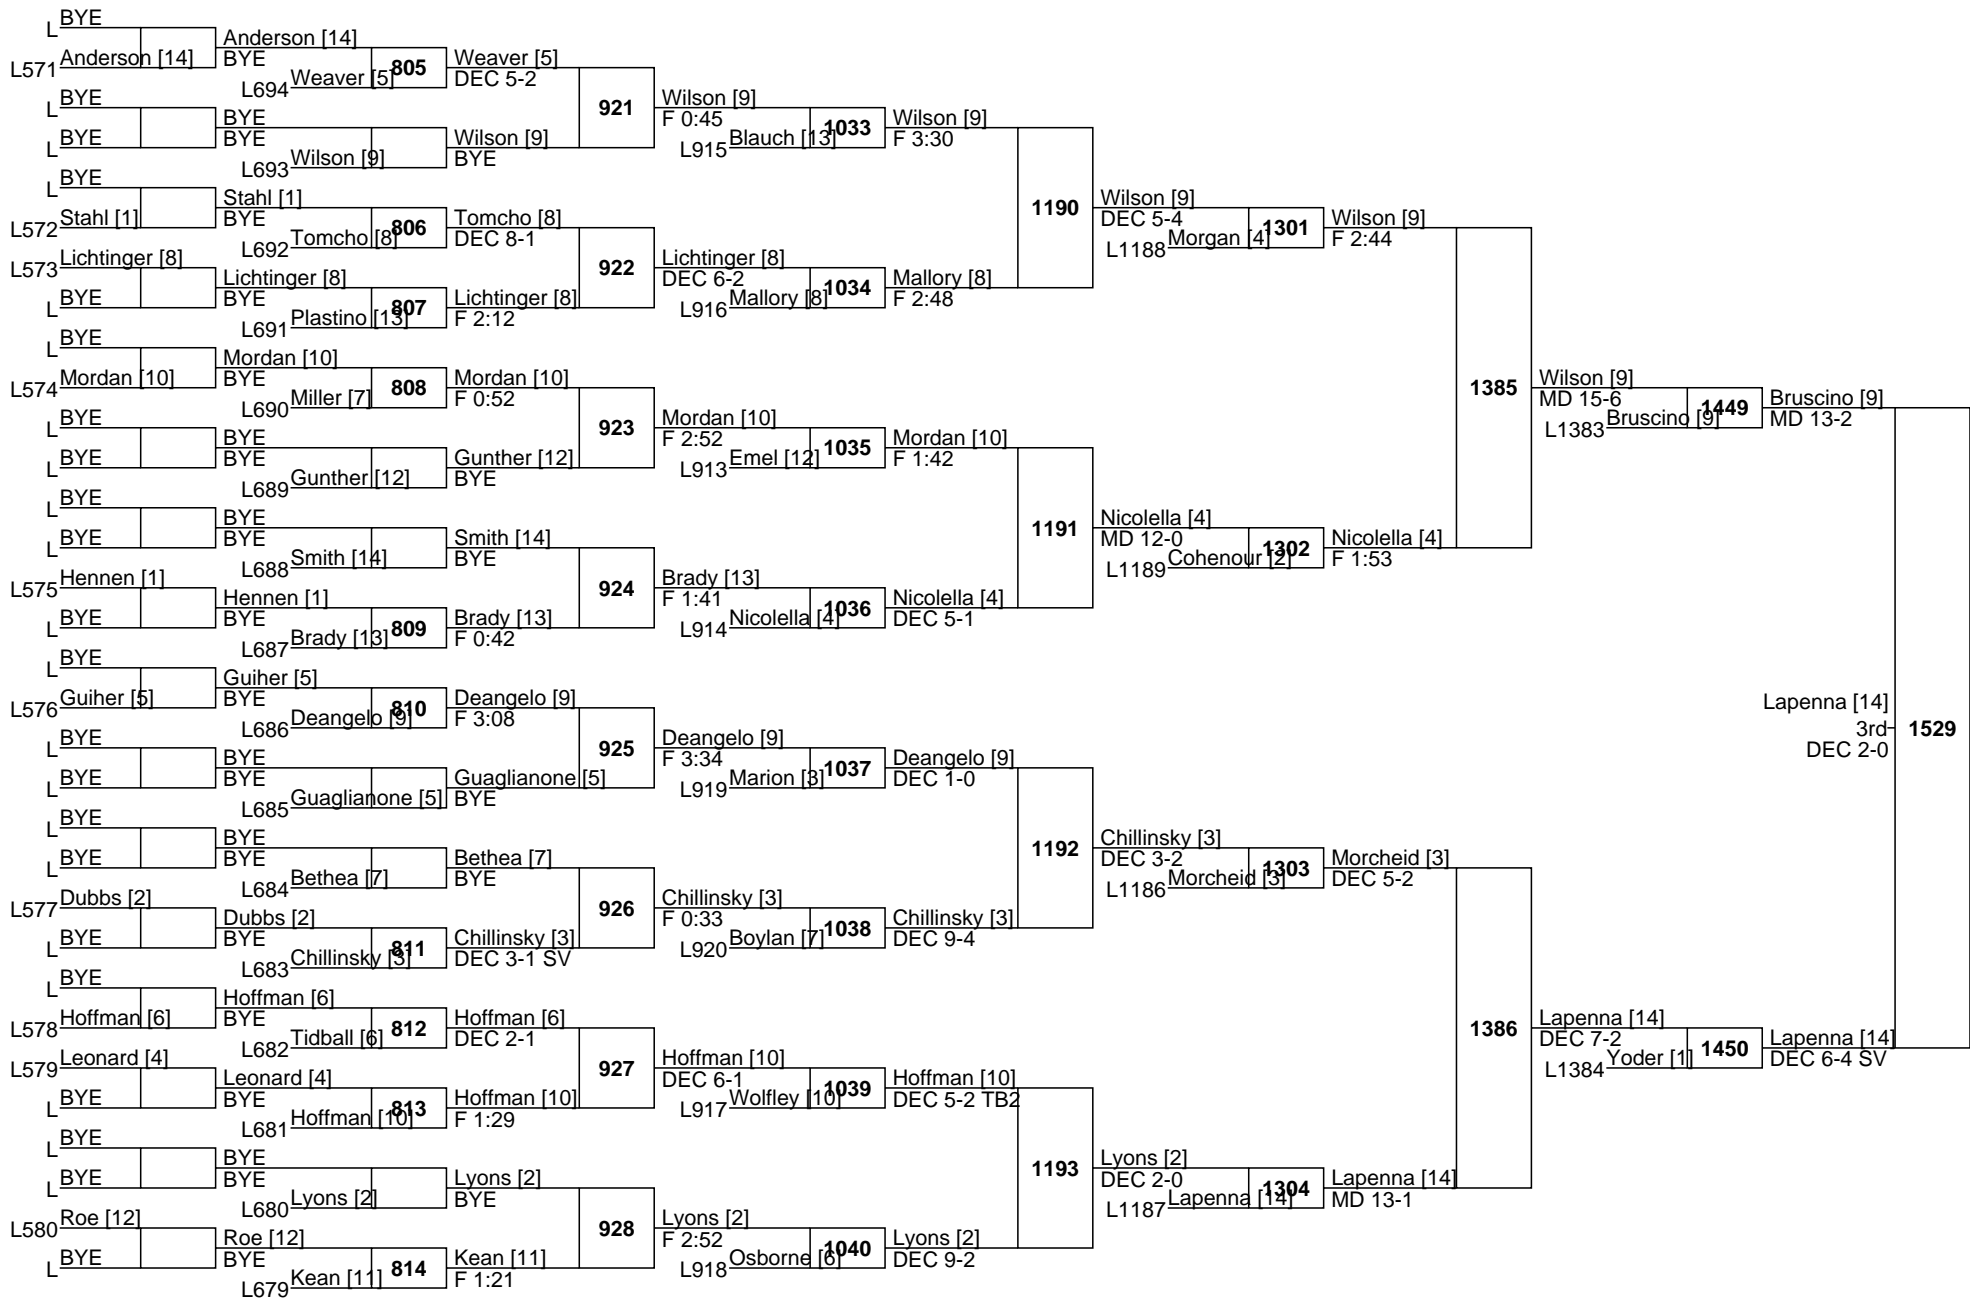 BYE
L
Anderson [14]
L571
Anderson [14]
BYE
Weaver [5]
L694
805
Weaver [5]
DEC 5-2
BYE
L
BYE
L
BYE
BYE
Wilson [9]
L693
Wilson [9]
BYE
921
Wilson [9]
F 0:45
Blauch [13]
L915
1033
Wilson [9]
F 3:30
BYE
L
Stahl [1]
L572
Stahl [1]
BYE
Tomcho [8]
L692
806
Tomcho [8]
DEC 8-1
Lichtinger [8]
L573
BYE
L
Lichtinger [8]
BYE
Plastino [13]
L691
807
Lichtinger [8]
F 2:12
922
Lichtinger [8]
DEC 6-2
Mallory [8]
L916
1034
Mallory [8]
F 2:48
1190
Wilson [9]
DEC 5-4
Morgan [4]
L1188
1301
Wilson [9]
F 2:44
BYE
L
Mordan [10]
L574
Mordan [10]
BYE
Miller [7]
L690
808
Mordan [10]
F 0:52
BYE
L
BYE
L
BYE
BYE
Gunther [12]
L689
Gunther [12]
BYE
923
Mordan [10]
F 2:52
Emel [12]
L913
1035
Mordan [10]
F 1:42
BYE
L
BYE
L
BYE
BYE
Smith [14]
L688
Smith [14]
BYE
Hennen [1]
L575
BYE
L
Hennen [1]
BYE
Brady [13]
L687
809
Brady [13]
F 0:42
924
Brady [13]
F 1:41
Nicolella [4]
L914
1036
Nicolella [4]
DEC 5-1
1191
Nicolella [4]
MD 12-0
Cohenour [2]
L1189
1302
Nicolella [4]
F 1:53
1385
Wilson [9]
MD 15-6
Bruscino [9]
L1383
1449
Bruscino [9]
MD 13-2
BYE
L
Guiher [5]
L576
Guiher [5]
BYE
Deangelo [9]
L686
810
Deangelo [9]
F 3:08
BYE
L
BYE
L
BYE
BYE
Guaglianone [5]
L685
Guaglianone [5]
BYE
925
Deangelo [9]
F 3:34
Marion [3]
L919
1037
Deangelo [9]
DEC 1-0
BYE
L
BYE
L
BYE
BYE
Bethea [7]
L684
Bethea [7]
BYE
Dubbs [2]
L577
BYE
L
Dubbs [2]
BYE
Chillinsky [3]
L683
811
Chillinsky [3]
DEC 3-1 SV
926
Chillinsky [3]
F 0:33
Boylan [7]
L920
1038
Chillinsky [3]
DEC 9-4
1192
Chillinsky [3]
DEC 3-2
Morcheid [3]
L1186
1303
Morcheid [3]
DEC 5-2
BYE
L
Hoffman [6]
L578
Hoffman [6]
BYE
Tidball [6]
L682
812
Hoffman [6]
DEC 2-1
Leonard [4]
L579
BYE
L
Leonard [4]
BYE
Hoffman [10]
L681
813
Hoffman [10]
F 1:29
927
Hoffman [10]
DEC 6-1
Wolfley [10]
L917
1039
Hoffman [10]
DEC 5-2 TB2
BYE
L
BYE
L
BYE
BYE
Lyons [2]
L680
Lyons [2]
BYE
Roe [12]
L580
BYE
L
Roe [12]
BYE
Kean [11]
L679
814
Kean [11]
F 1:21
928
Lyons [2]
F 2:52
Osborne [6]
L918
1040
Lyons [2]
DEC 9-2
1193
Lyons [2]
DEC 2-0
Lapenna [14]
L1187
1304
Lapenna [14]
MD 13-1
1386
Lapenna [14]
DEC 7-2
Yoder [1]
L1384
1450
Lapenna [14]
DEC 6-4 SV
Lapenna [14]
3rd
DEC 2-0
1529